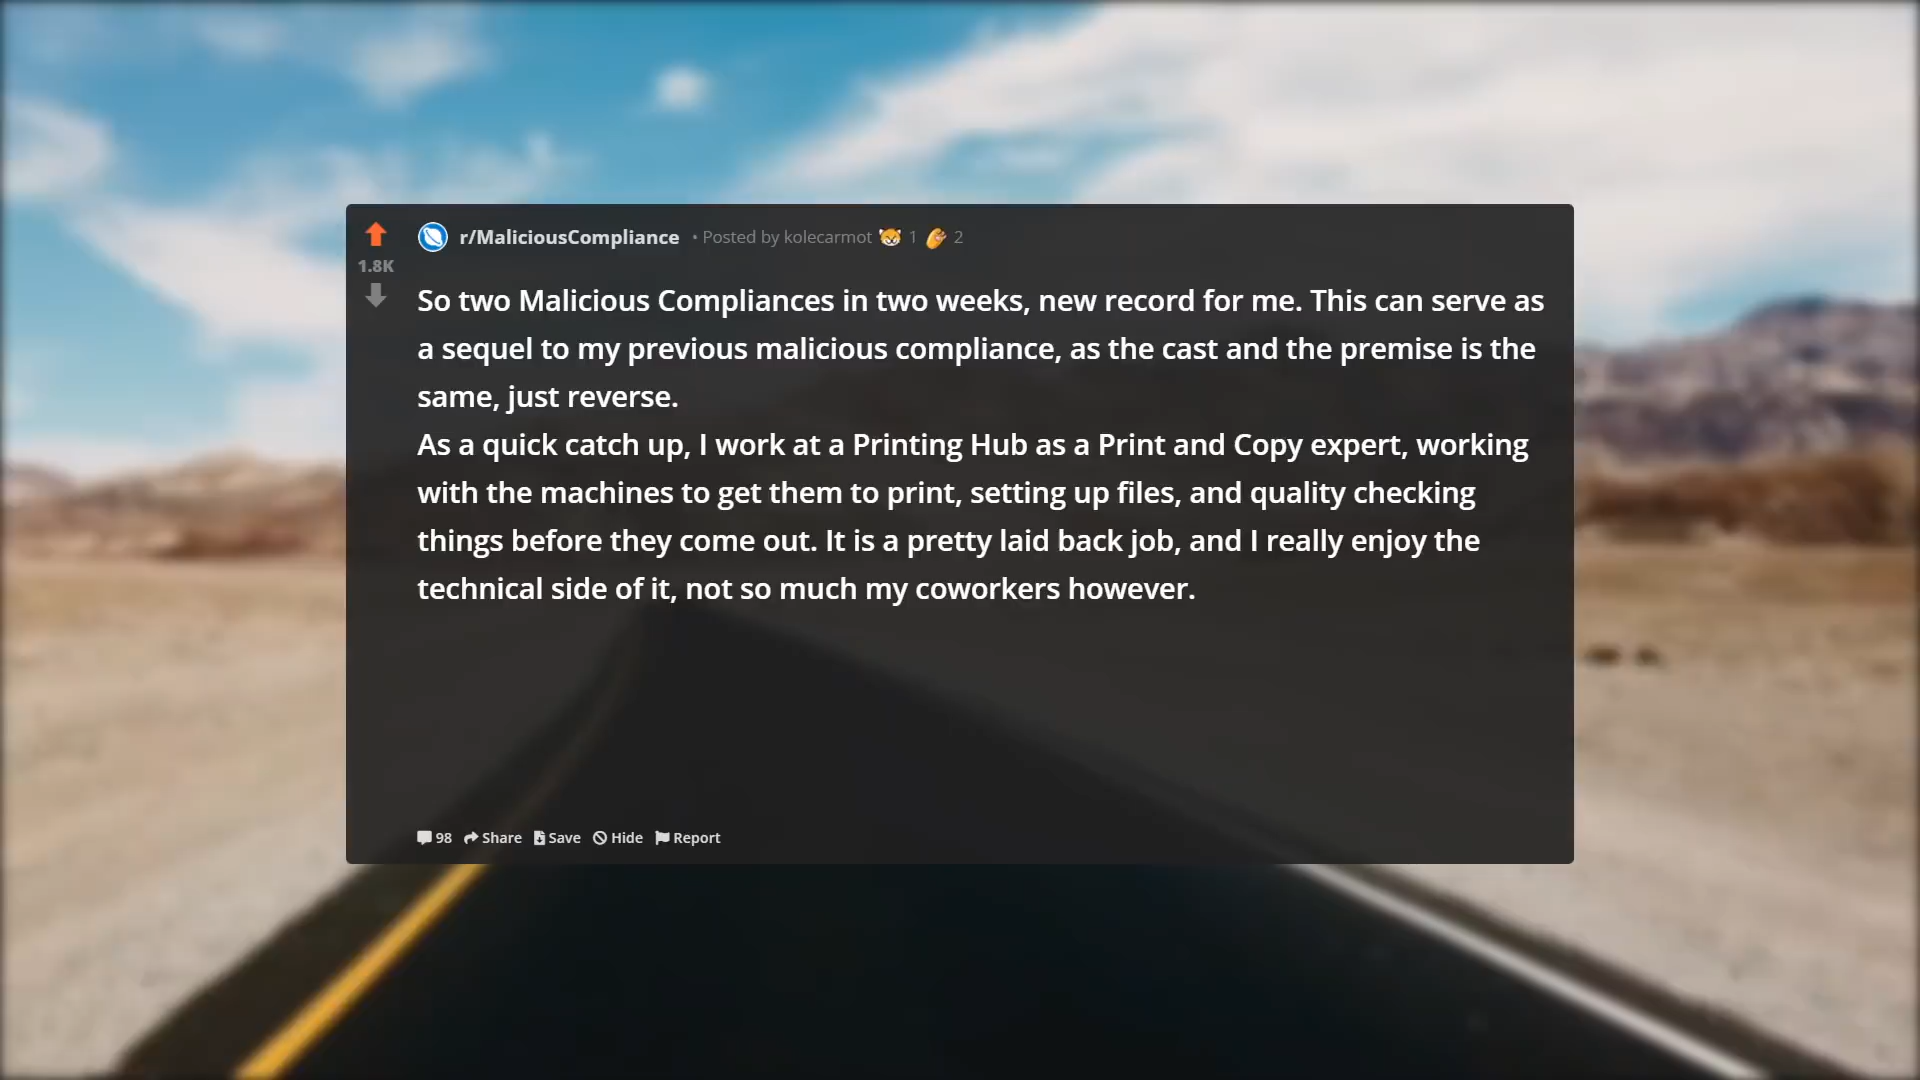 r/MaliciousCompliance • Posted by kolecarmot 1 2
1.8K
So two Malicious Compliances in two weeks, new record for me. This can serve as
a sequel to my previous malicious compliance, as the cast and the premise is the
same, just reverse.
As a quick catch up, I work at a Printing Hub as a Print and Copy expert, working
with the machines to get them to print, setting up files, and quality checking
things before they come out. It is a pretty laid back job, and I really enjoy the
technical side of it, not so much my coworkers however.
98 Share Save Hide Report